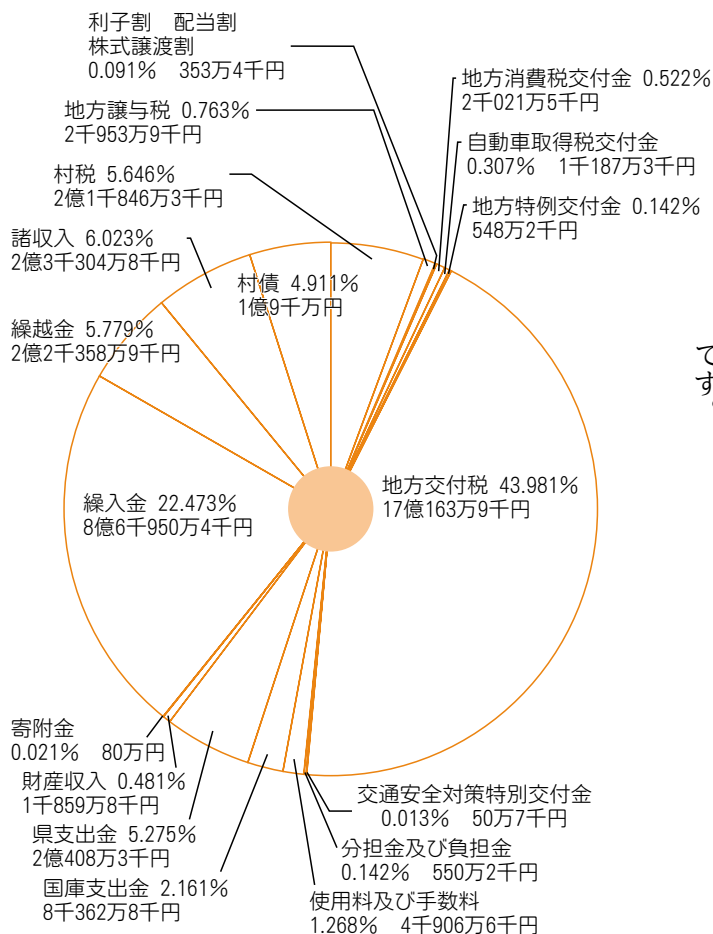 利子割　配当割
株式譲渡割
0.091%　353万4千円
地方譲与税 0.763%
2千953万9千円
村税 5.646%
2億1千846万3千円
諸収入 6.023%
2億3千304万8千円
村債 4.911%
1億9千万円
繰越金 5.779%
2億2千358万9千円
地方消費税交付金 0.522%
2千021万5千円
自動車取得税交付金
0.307%　1千187万3千円
地方特例交付金 0.142%
548万2千円
です。
地方交付税 43.981%
17億163万9千円
繰入金 22.473%
8億6千950万4千円
寄附金
0.021%　80万円
財産収入 0.481%
1千859万8千円
県支出金 5.275%
2億408万3千円
国庫支出金 2.161%
8千362万8千円
交通安全対策特別交付金
0.013%　50万7千円
分担金及び負担金
0.142%　550万2千円
使用料及び手数料
1.268%　4千906万6千円